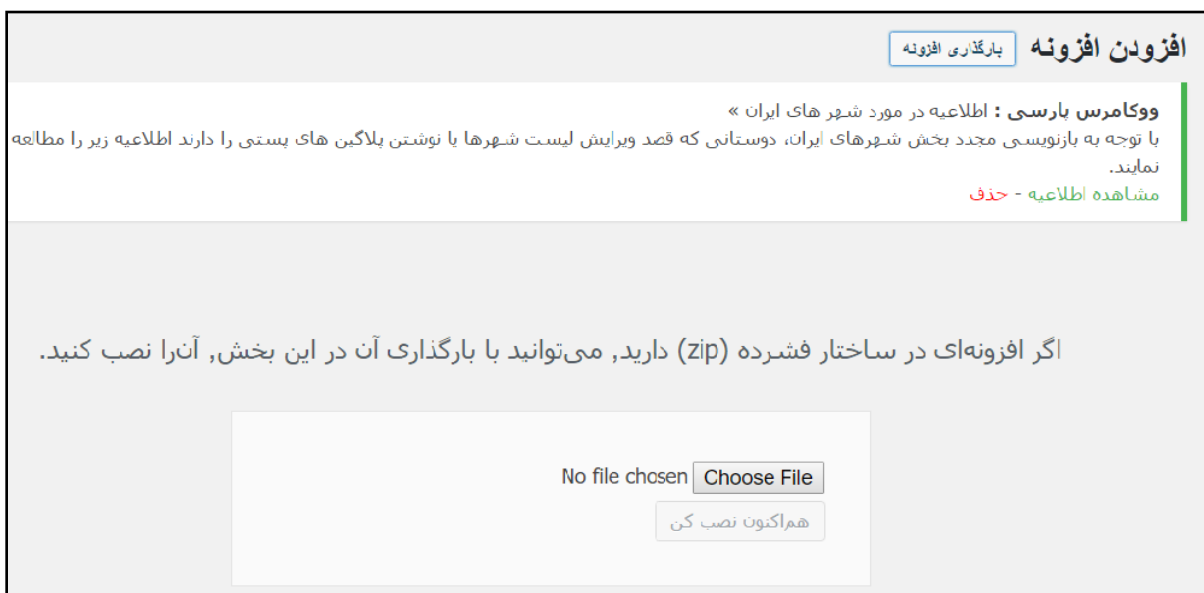 افزودن افزونه بارگذاری افزونه
ووکامرس پارسی : اطلاعیه در مورد شهر های ایران »
با توجه به بازنویسی مجدد بخش شهرهای ایران، دوستانی که قصد ویرایش لیست شهرها یا نوشتن پلاگین های پستی را دارند اطلاعیه زیر را مطالعه
نمایند.
مشاهده اطلاعیه - حذف
اگر افزونه‌ای در ساختار فشرده (zip) دارید, می‌توانید با بارگذاری آن در این بخش, آن‌را نصب کنید.
Choose File No file chosen
هم‌اکنون نصب کن